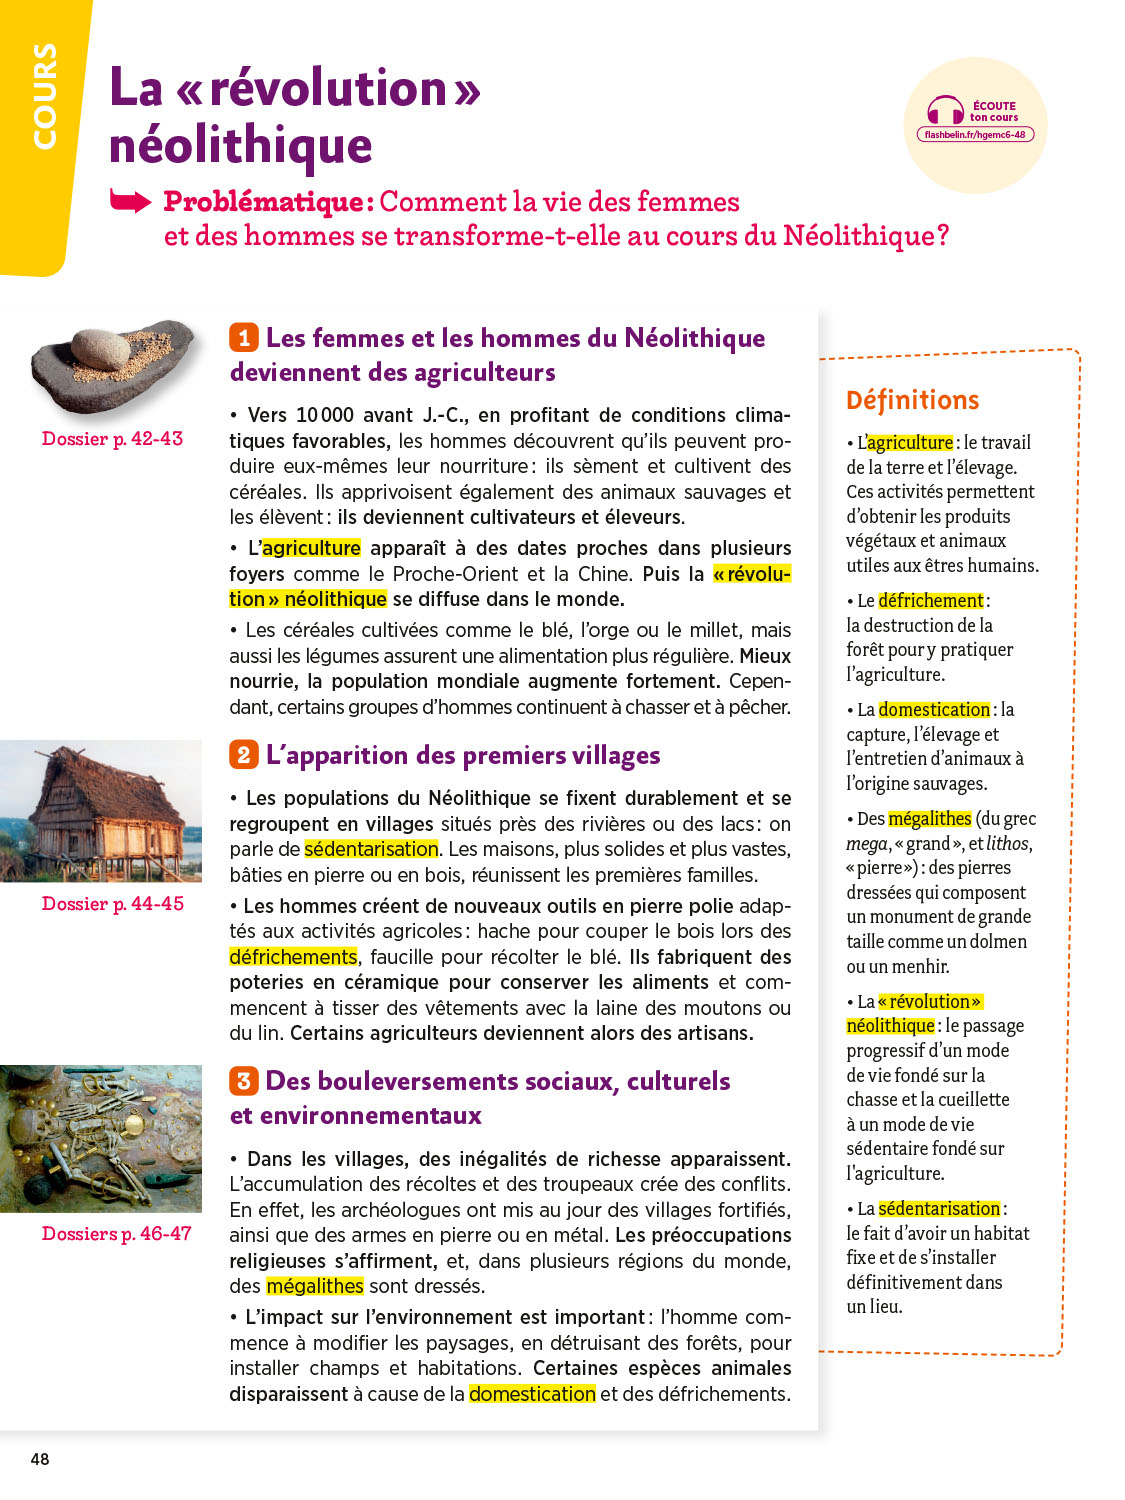 COURS
La « révolution »
néolithique
Problématique : Comment la vie des femmes
et des hommes se transforme-t-elle au cours du Néolithique ?
ÉCOUTE
ton cours
flashbelin.fr/hgemc6-48
Dossier p. 42-43
1 Les femmes et les hommes du Néolithique
deviennent des agriculteurs
• Vers 10 000 avant J.-C., en profitant de conditions clima-
tiques favorables, les hommes découvrent qu’ils peuvent pro-
duire eux-mêmes leur nourriture : ils sèment et cultivent des
céréales. Ils apprivoisent également des animaux sauvages et
les élèvent : ils deviennent cultivateurs et éleveurs.
• L’agriculture apparaît à des dates proches dans plusieurs
foyers comme le Proche-Orient et la Chine. Puis la « révolu-
tion » néolithique se diffuse dans le monde.
• Les céréales cultivées comme le blé, l’orge ou le millet, mais
aussi les légumes assurent une alimentation plus régulière. Mieux
nourrie, la population mondiale augmente fortement. Cepen-
dant, certains groupes d’hommes continuent à chasser et à pêcher.
Dossier p. 44-45
2 L’apparition des premiers villages
• Les populations du Néolithique se fixent durablement et se
regroupent en villages situés près des rivières ou des lacs : on
parle de sédentarisation. Les maisons, plus solides et plus vastes,
bâties en pierre ou en bois, réunissent les premières familles.
• Les hommes créent de nouveaux outils en pierre polie adap-
tés aux activités agricoles : hache pour couper le bois lors des
défrichements, faucille pour récolter le blé. Ils fabriquent des
poteries en céramique pour conserver les aliments et com-
mencent à tisser des vêtements avec la laine des moutons ou
du lin. Certains agriculteurs deviennent alors des artisans.
Dossiers p. 46-47
3 Des bouleversements sociaux, culturels
et environnementaux
• Dans les villages, des inégalités de richesse apparaissent.
L’accumulation des récoltes et des troupeaux crée des conflits.
En effet, les archéologues ont mis au jour des villages fortifiés,
ainsi que des armes en pierre ou en métal. Les préoccupations
religieuses s’affirment, et, dans plusieurs régions du monde,
des mégalithes sont dressés.
• L’impact sur l’environnement est important : l’homme com-
mence à modifier les paysages, en détruisant des forêts, pour
installer champs et habitations. Certaines espèces animales
disparaissent à cause de la domestication et des défrichements.
Définitions
• L’agriculture : le travail
de la terre et l’élevage.
Ces activités permettent
d’obtenir les produits
végétaux et animaux
utiles aux êtres humains.
• Le défrichement :
la destruction de la
forêt pour y pratiquer
l’agriculture.
• La domestication : la
capture, l’élevage et
l’entretien d’animaux à
l’origine sauvages.
• Des mégalithes (du grec
mega, « grand », et lithos,
« pierre ») : des pierres
dressées qui composent
un monument de grande
taille comme un dolmen
ou un menhir.
• La « révolution »
néolithique : le passage
progressif d’un mode
de vie fondé sur la
chasse et la cueillette
à un mode de vie
sédentaire fondé sur
l'agriculture.
• La sédentarisation :
le fait d’avoir un habitat
fixe et de s’installer
définitivement dans
un lieu.
48